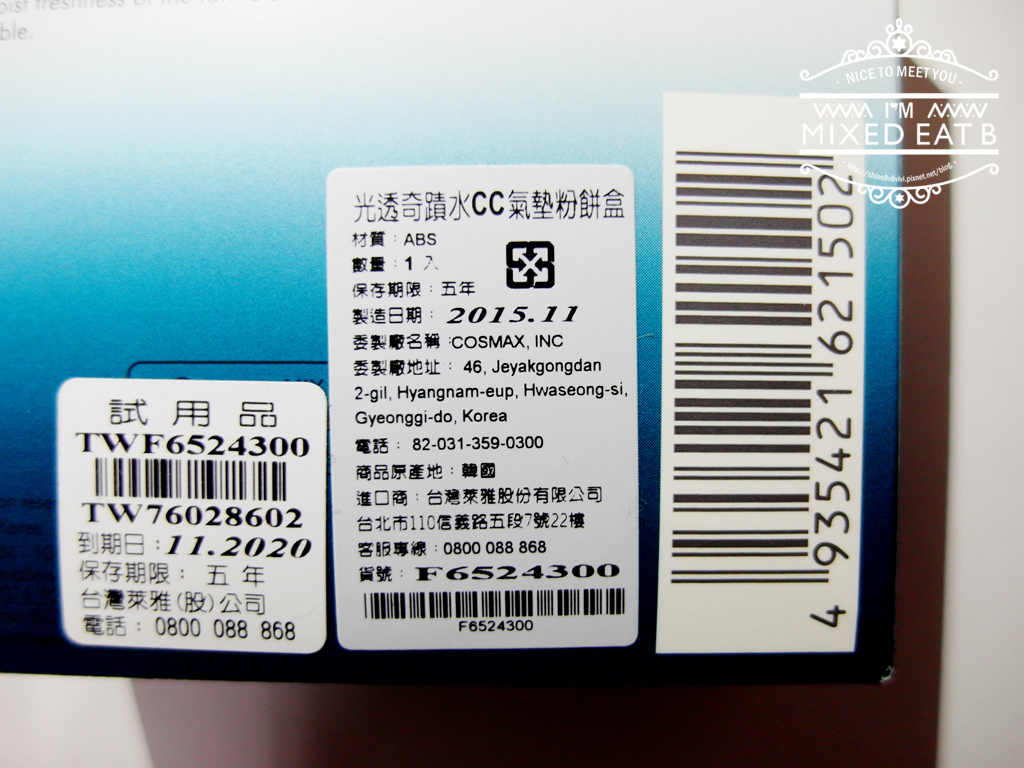 ble.
NICE TO MEET YOU
I'M
MIXED EAT B
http://shine8v8vivi.pixnet.net/blog
光透奇蹟水CC氣墊粉餅盒
材質：ABS
數量：1 入
保存期限：五年
製造日期： 2015.11
委製廠名稱：COSMAX, INC
委製廠地址： 46, Jeyakgongdan
2-gil, Hyangnam-eup, Hwaseong-si,
Gyeonggi-do, Korea
電話： 82-031-359-0300
商品原產地：韓國
進口商：台灣萊雅股份有限公司
台北市110信義路五段7號22樓
客服專線：0800 088 868
貨號：F6524300
F6524300
試用品
TWF6524300
TW76028602
到期日：11.2020
保存期限： 五 年
台灣萊雅(股)公司
電話： 0800 088 868
4 935421 621502